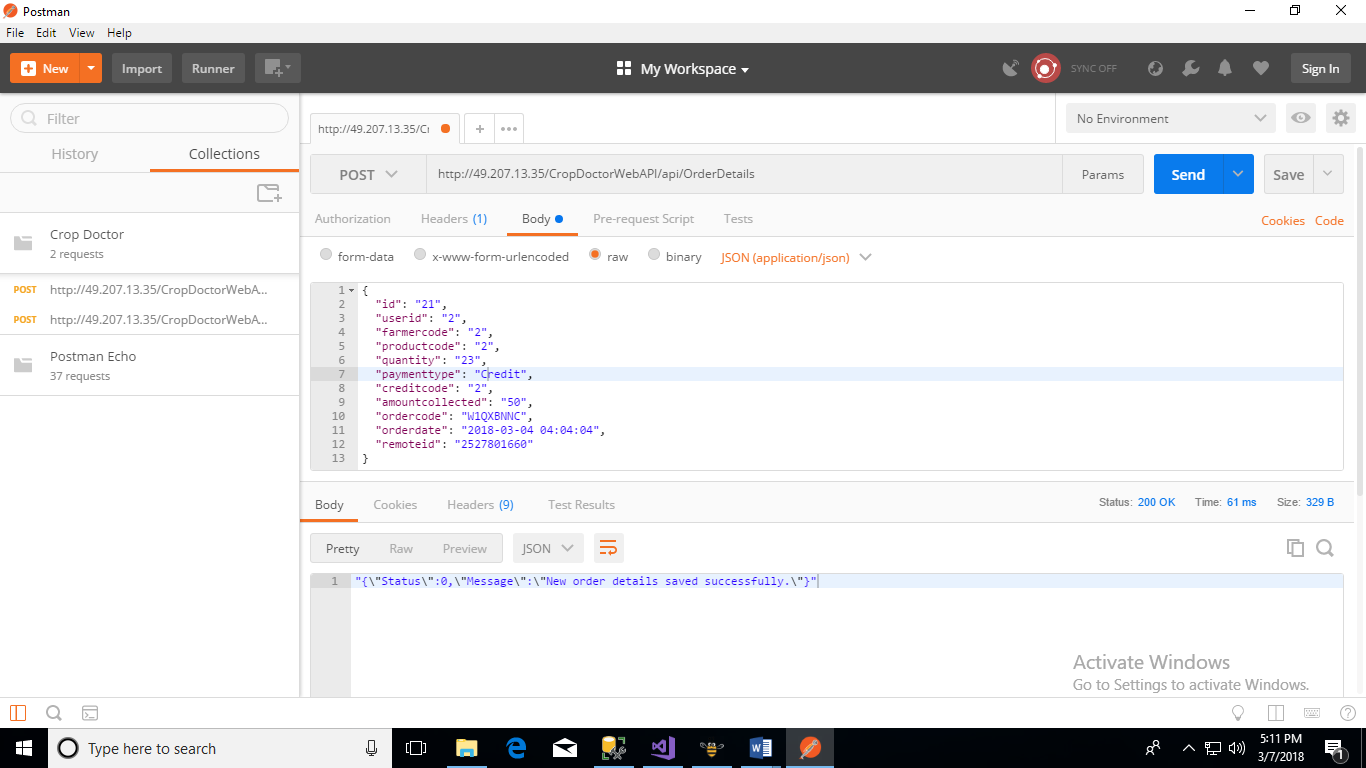 Postman
File Edit View Help
New Import Runner My Workspace SYNC OFF Sign In
Filter
History Collections
Crop Doctor
2 requests
POST http://49.207.13.35/CropDoctorWebA...
POST http://49.207.13.35/CropDoctorWebA...
Postman Echo
37 requests
http://49.207.13.35/Cr + ••• No Environment
POST http://49.207.13.35/CropDoctorWebAPI/api/OrderDetails Params Send Save
Authorization Headers (1) Body Pre-request Script Tests Cookies Code
form-data x-www-form-urlencoded raw binary JSON (application/json)
1 {
2 "id": "21",
3 "userid": "2",
4 "farmercode": "2",
5 "productcode": "2",
6 "quantity": "23",
7 "paymenttype": "Credit",
8 "creditcode": "2",
9 "amountcollected": "50",
10 "ordercode": "W1QXBNNC",
11 "orderdate": "2018-03-04 04:04:04",
12 "remoteid": "2527801660"
13 }
Body Cookies Headers (9) Test Results Status: 200 OK Time: 61 ms Size: 329 B
Pretty Raw Preview JSON
1 "{\"Status\":0,\"Message\":\"New order details saved successfully.\"}"
Activate Windows
Go to Settings to activate Windows.
Type here to search
5:11 PM
3/7/2018
1